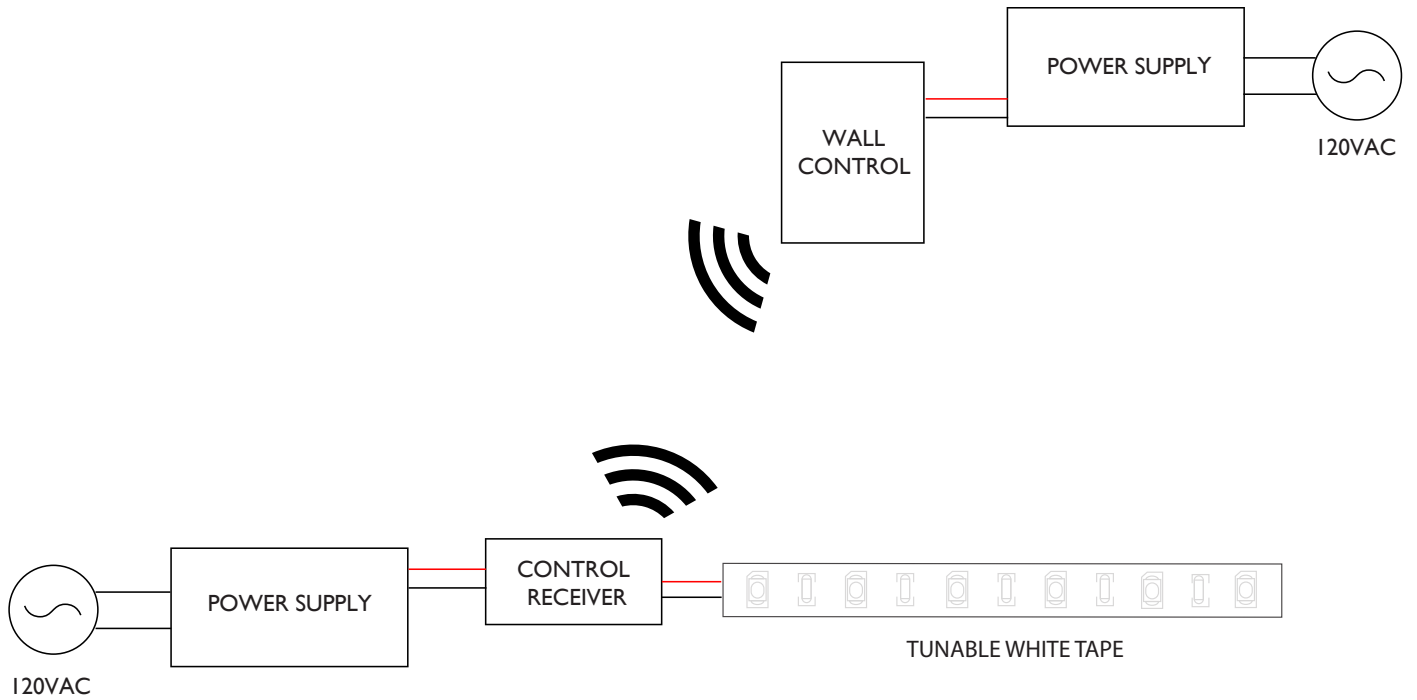 POWER SUPPLY
WALL
CONTROL
120VAC
CONTROL
RECEIVER
POWER SUPPLY
TUNABLE WHITE TAPE
120VAC